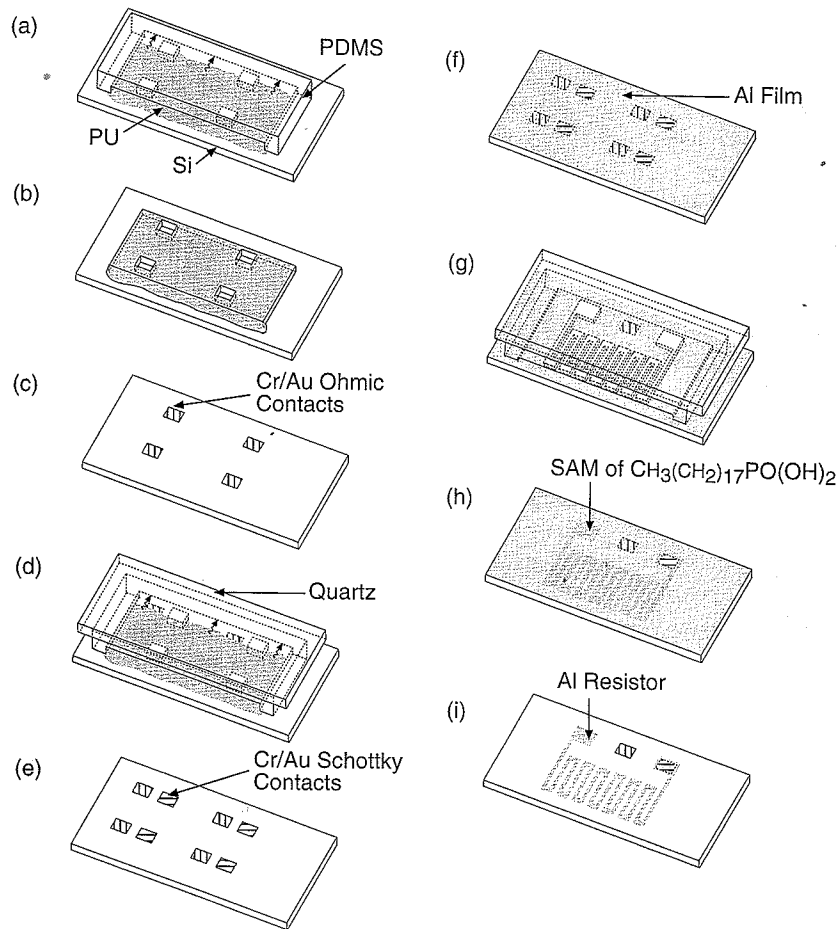 (a)
PDMS
PU
Si
(b)
(c)
Cr/Au Ohmic
Contacts
(d)
Quartz
(e)
Cr/Au Schottky
Contacts
(f)
Al Film
(g)
SAM of CH3(CH2)17PO(OH)2
(h)
Al Resistor
(i)